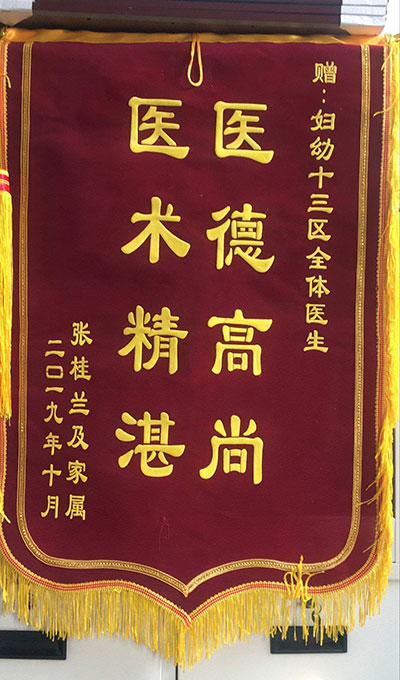 赠：妇幼十三区全体医生
医德高尚
医术精湛
张桂兰及家属
二〇一九年十月